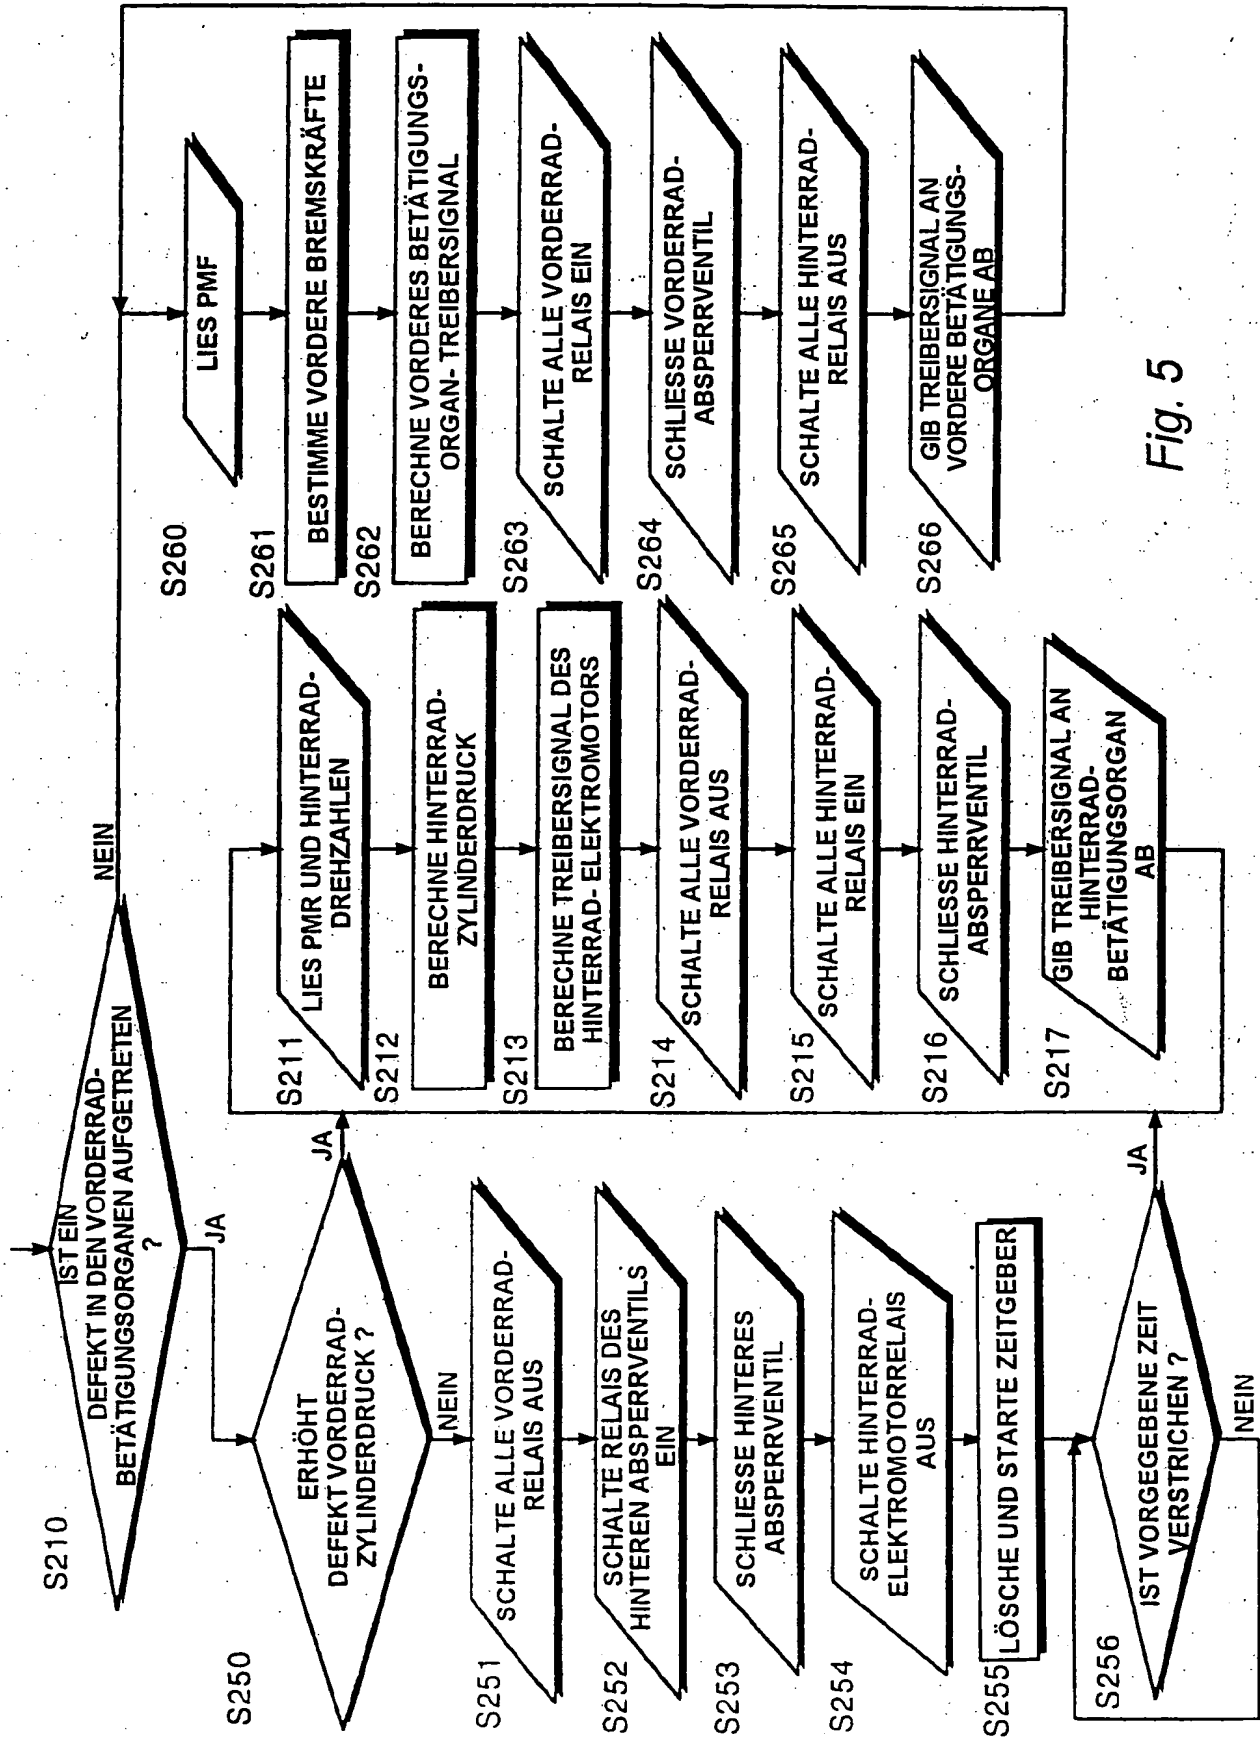 S210
IST EIN
DEFEKT IN DEN VORDERRAD-
BETÄTIGUNGSORGANEN AUFGETRETEN
?
NEIN
JA
S250
ERHÖHT
DEFEKT VORDERRAD-
ZYLINDERDRUCK ?
JA
NEIN
S251
SCHALTE ALLE VORDERRAD-
RELAIS AUS
S252
SCHALTE RELAIS DES
HINTEREN ABSPERRVENTILS
EIN
S253
SCHLIESSE HINTERES
ABSPERRVENTIL
S254
SCHALTE HINTERRAD-
ELEKTROMOTORRELAIS
AUS
S255
LÖSCHE UND STARTE ZEITGEBER
S256
IST VORGEGEBENE ZEIT
VERSTRICHEN ?
JA
NEIN
S211
LIES PMR UND HINTERRAD-
DREHZAHLEN
S212
BERECHNE HINTERRAD-
ZYLINDERDRUCK
S213
BERECHNE TREIBERSIGNAL DES
HINTERRAD- ELEKTROMOTORS
S214
SCHALTE ALLE VORDERRAD-
RELAIS AUS
S215
SCHALTE ALLE HINTERRAD-
RELAIS EIN
S216
SCHLIESSE HINTERRAD-
ABSPERRVENTIL
S217
GIB TREIBERSIGNAL AN
HINTERRAD-
BETÄTIGUNGSORGAN
AB
S260
LIES PMF
S261
BESTIMME VORDERE BREMSKRÄFTE
S262
BERECHNE VORDERES BETÄTIGUNGS-
ORGAN- TREIBERSIGNAL
S263
SCHALTE ALLE VORDERRAD-
RELAIS EIN
S264
SCHLIESSE VORDERRAD-
ABSPERRVENTIL
S265
SCHALTE ALLE HINTERRAD-
RELAIS AUS
S266
GIB TREIBERSIGNAL AN
VORDERE BETÄTIGUNGS-
ORGANE AB
Fig. 5